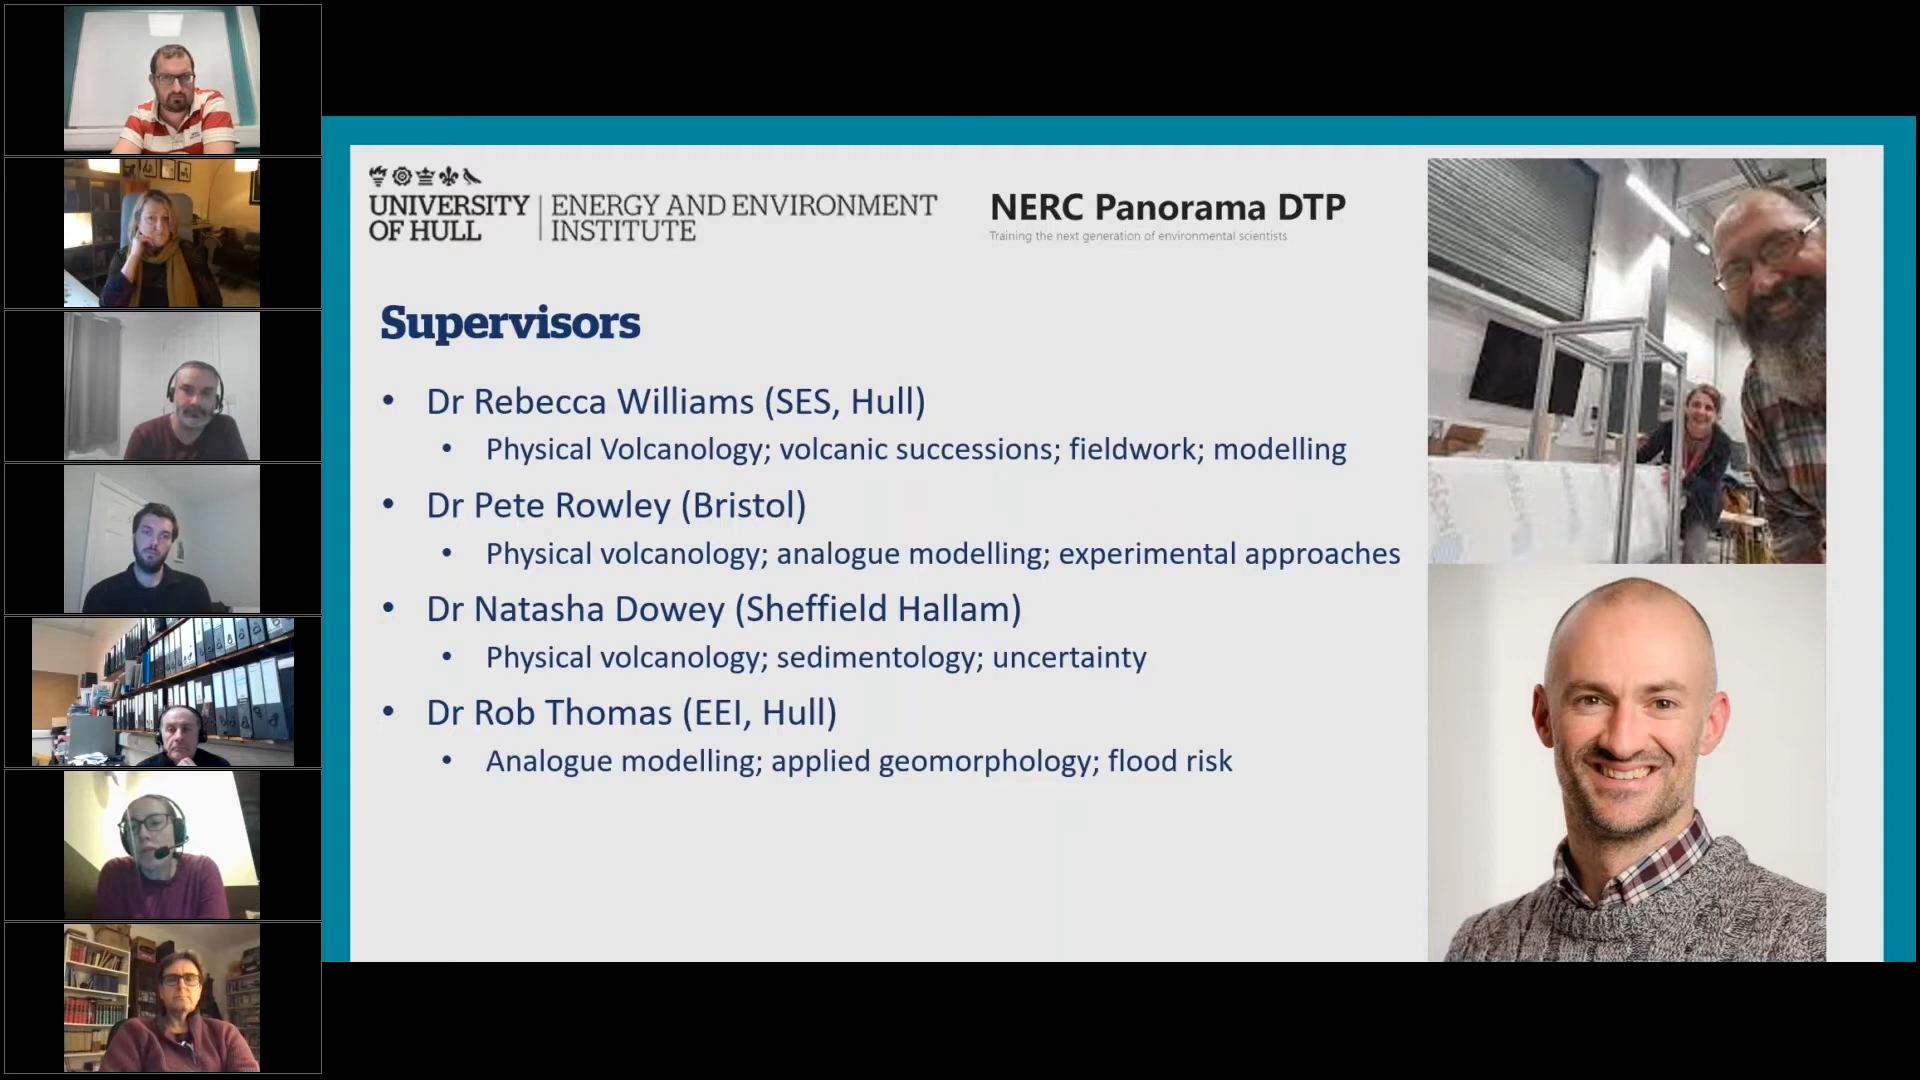 UNIVERSITY
OF HULL
ENERGY AND ENVIRONMENT
INSTITUTE
NERC Panorama DTP
Training the next generation of environmental scientists
Supervisors
• Dr Rebecca Williams (SES, Hull)
• Physical Volcanology; volcanic successions; fieldwork; modelling
• Dr Pete Rowley (Bristol)
• Physical volcanology; analogue modelling; experimental approaches
• Dr Natasha Dowey (Sheffield Hallam)
• Physical volcanology; sedimentology; uncertainty
• Dr Rob Thomas (EEI, Hull)
• Analogue modelling; applied geomorphology; flood risk